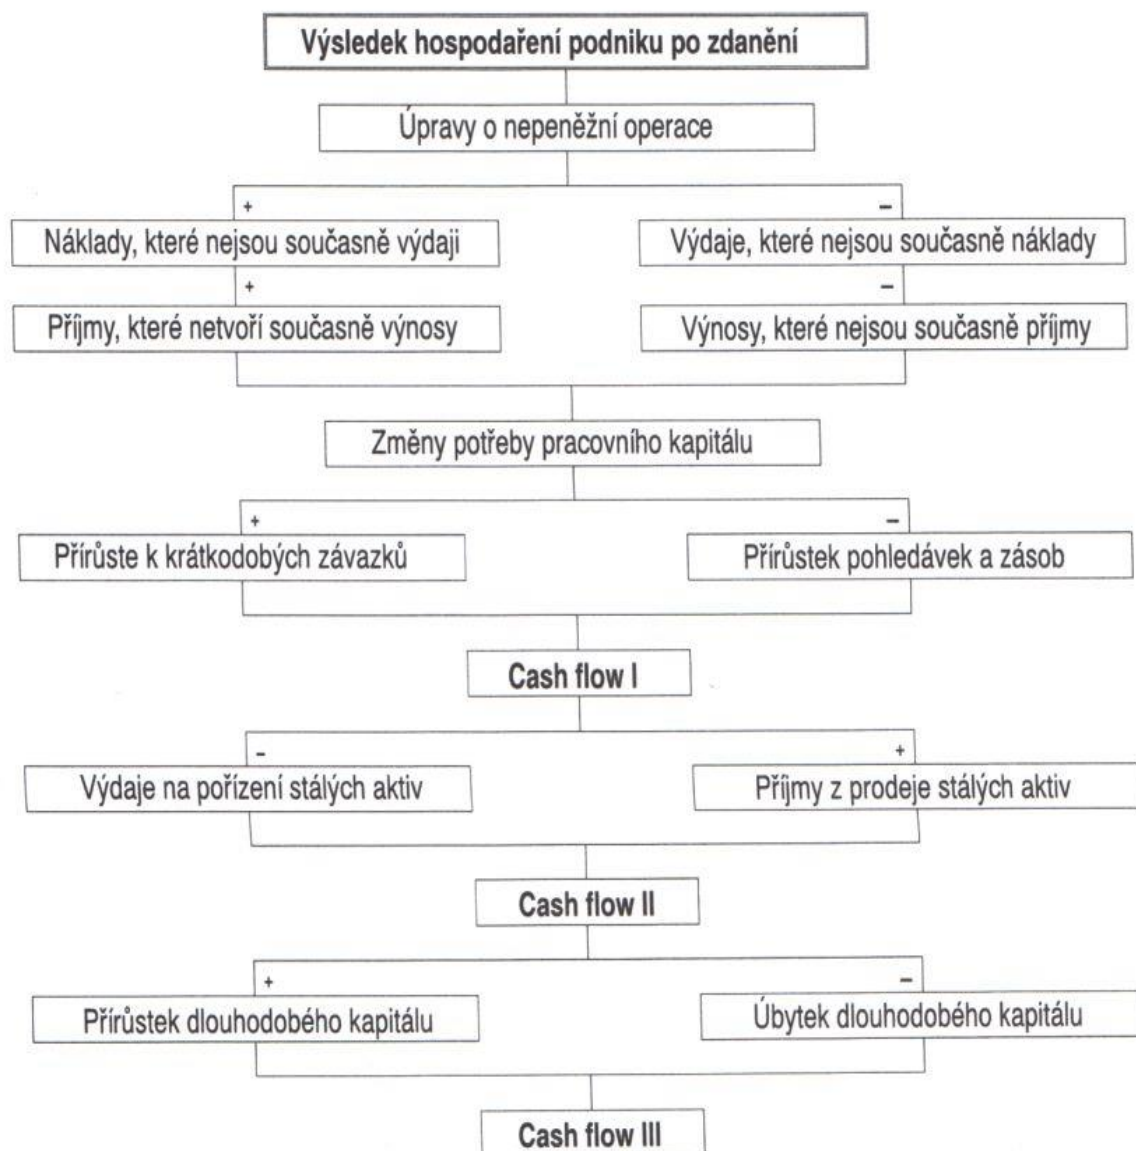 Výsledek hospodaření podniku po zdanění
Úpravy o nepeněžní operace
+ –
Náklady, které nejsou současně výdaji Výdaje, které nejsou současně náklady
+ –
Příjmy, které netvoří současně výnosy Výnosy, které nejsou současně příjmy
Změny potřeby pracovního kapitálu
+ –
Přírůste k krátkodobých závazků Přírůstek pohledávek a zásob
Cash flow I
– +
Výdaje na pořízení stálých aktiv Příjmy z prodeje stálých aktiv
Cash flow II
+ –
Přírůstek dlouhodobého kapitálu Úbytek dlouhodobého kapitálu
Cash flow III